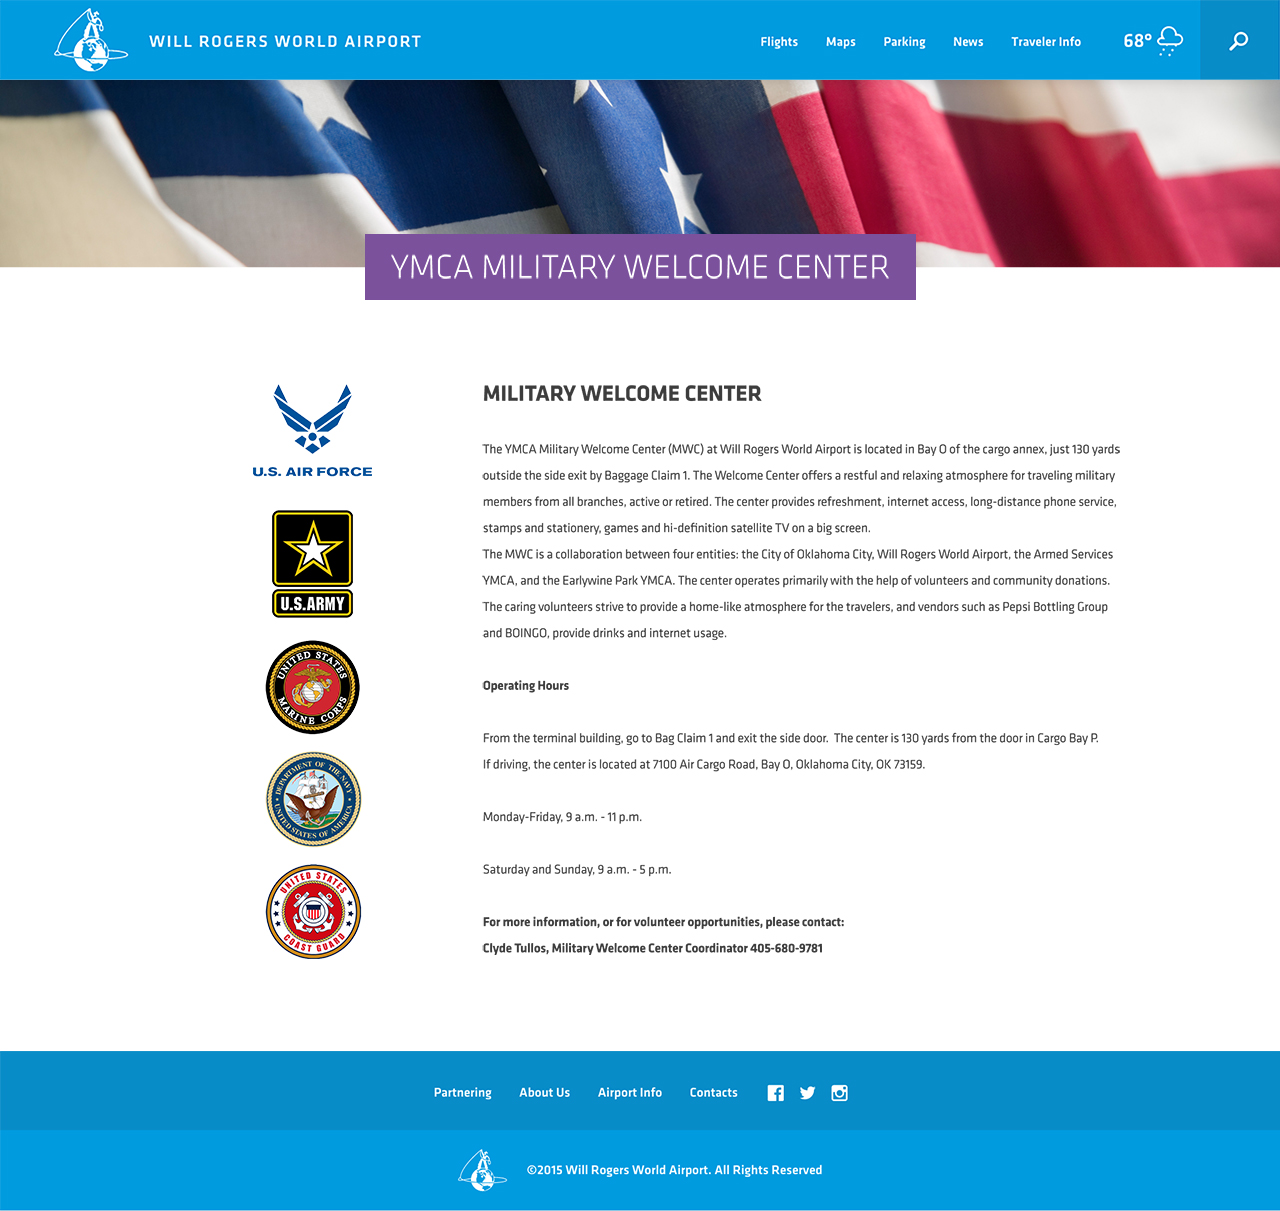 WILL ROGERS WORLD AIRPORT
Flights Maps Parking News Traveler Info 68°
YMCA MILITARY WELCOME CENTER
U.S. AIR FORCE
U.S.ARMY
UNITED STATES
MARINE CORPS
DEPARTMENT OF THE NAVY
UNITED STATES OF AMERICA
UNITED STATES
COAST GUARD
MILITARY WELCOME CENTER
The YMCA Military Welcome Center (MWC) at Will Rogers World Airport is located in Bay O of the cargo annex, just 130 yards
outside the side exit by Baggage Claim 1. The Welcome Center offers a restful and relaxing atmosphere for traveling military
members from all branches, active or retired. The center provides refreshment, internet access, long-distance phone service,
stamps and stationery, games and hi-definition satellite TV on a big screen.
The MWC is a collaboration between four entities: the City of Oklahoma City, Will Rogers World Airport, the Armed Services
YMCA, and the Earlywine Park YMCA. The center operates primarily with the help of volunteers and community donations.
The caring volunteers strive to provide a home-like atmosphere for the travelers, and vendors such as Pepsi Bottling Group
and BOINGO, provide drinks and internet usage.
Operating Hours
From the terminal building, go to Bag Claim 1 and exit the side door. The center is 130 yards from the door in Cargo Bay P.
If driving, the center is located at 7100 Air Cargo Road, Bay O, Oklahoma City, OK 73159.
Monday-Friday, 9 a.m. - 11 p.m.
Saturday and Sunday, 9 a.m. - 5 p.m.
For more information, or for volunteer opportunities, please contact:
Clyde Tullos, Military Welcome Center Coordinator 405-680-9781
Partnering About Us Airport Info Contacts
©2015 Will Rogers World Airport. All Rights Reserved